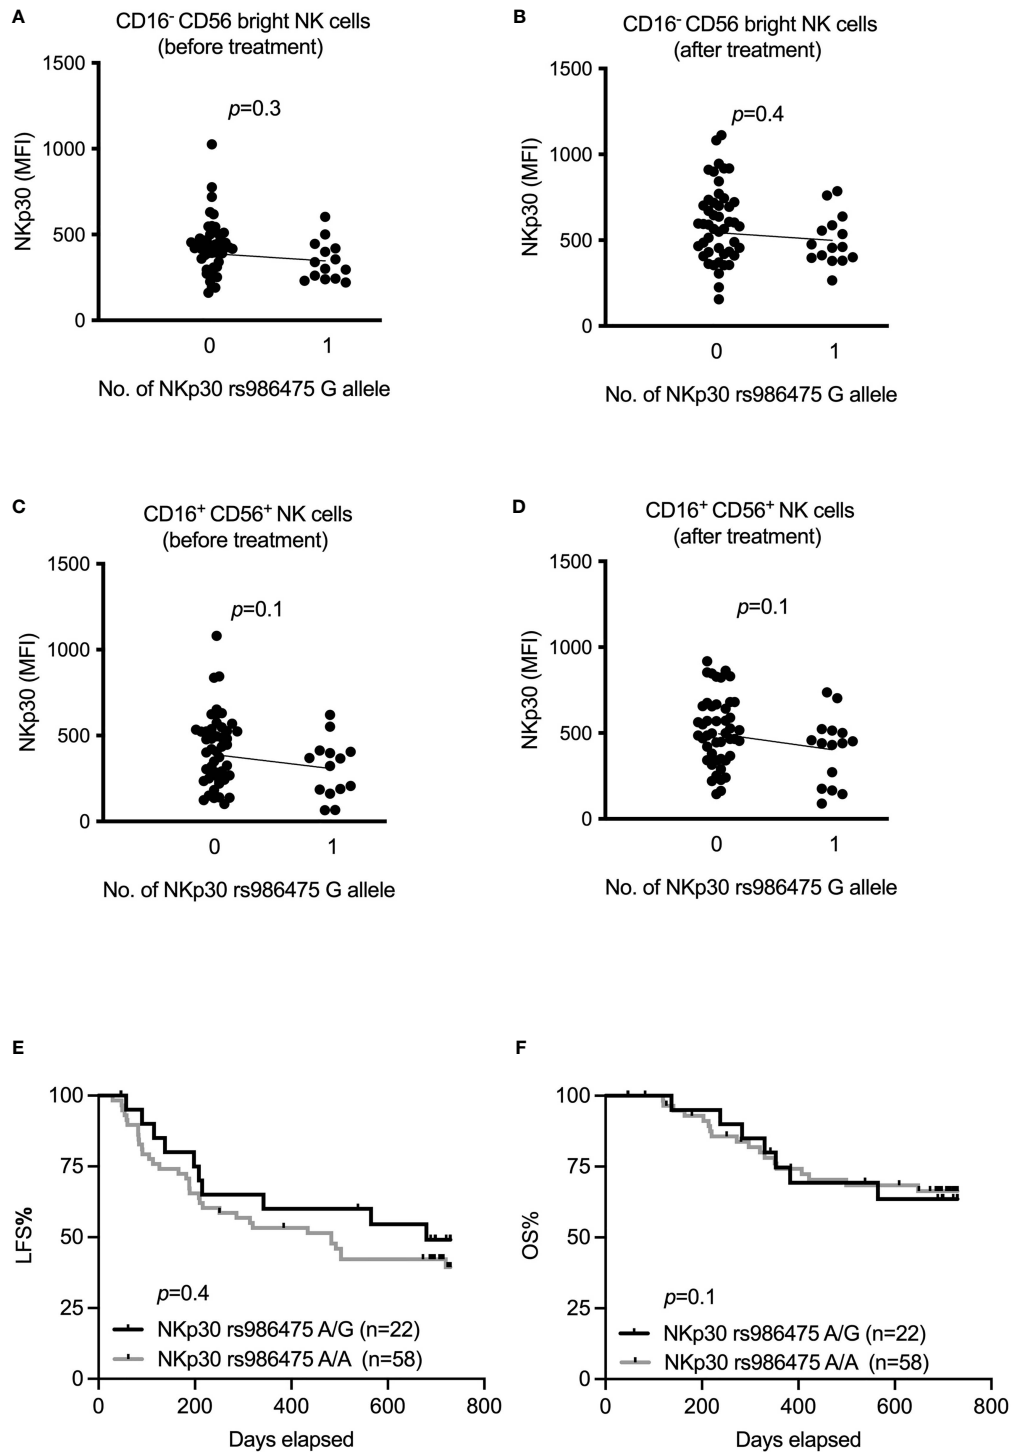 A
CD16- CD56 bright NK cells
(before treatment)
1500
1000
500
0
NKp30 (MFI)
p=0.3
0 1
No. of NKp30 rs986475 G allele
B
CD16- CD56 bright NK cells
(after treatment)
1500
1000
500
0
NKp30 (MFI)
p=0.4
0 1
No. of NKp30 rs986475 G allele
C
CD16+ CD56+ NK cells
(before treatment)
1500
1000
500
0
NKp30 (MFI)
p=0.1
0 1
No. of NKp30 rs986475 G allele
D
CD16+ CD56+ NK cells
(after treatment)
1500
1000
500
0
NKp30 (MFI)
p=0.1
0 1
No. of NKp30 rs986475 G allele
E
100
75
50
25
0
LFS%
p=0.4
NKp30 rs986475 A/G (n=22)
NKp30 rs986475 A/A (n=58)
0 200 400 600 800
Days elapsed
F
100
75
50
25
0
OS%
p=0.1
NKp30 rs986475 A/G (n=22)
NKp30 rs986475 A/A (n=58)
0 200 400 600 800
Days elapsed